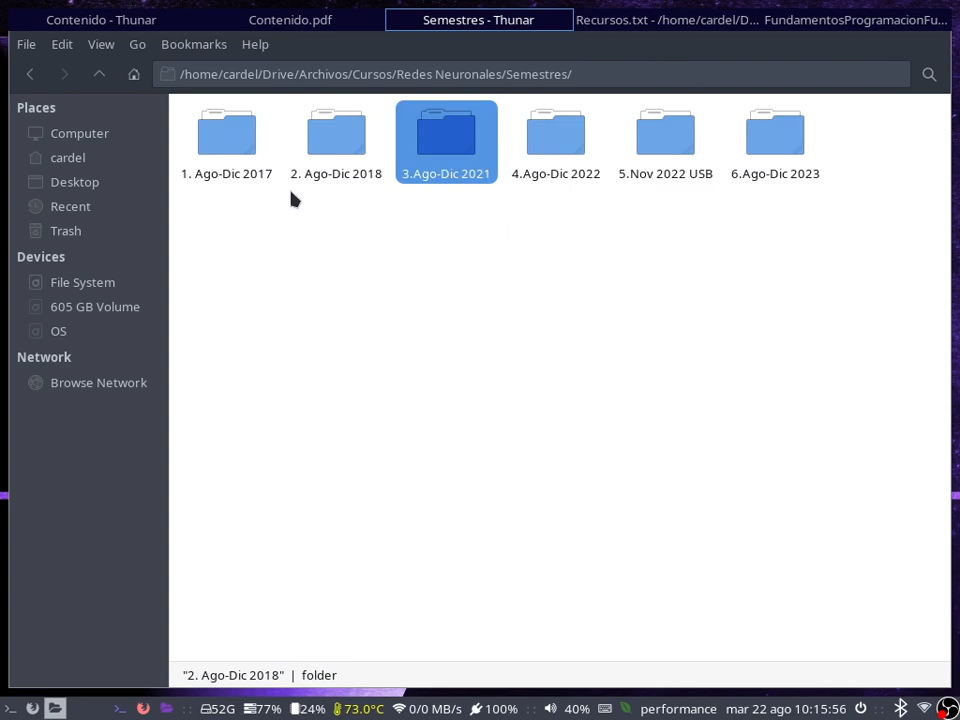 Contenido - Thunar
Contenido.pdf
Semestres - Thunar
Recursos.txt - /home/cardel/D...
FundamentosProgramacionFu...
File Edit View Go Bookmarks Help
/home/cardel/Drive/Archivos/Cursos/Redes Neuronales/Semestres/
Places
Computer
cardel
Desktop
Recent
Trash
Devices
File System
605 GB Volume
OS
Network
Browse Network
1. Ago-Dic 2017
2. Ago-Dic 2018
3.Ago-Dic 2021
4.Ago-Dic 2022
5.Nov 2022 USB
6.Ago-Dic 2023
"2. Ago-Dic 2018" | folder
52G 77% 24% 73.0°C 0/0 MB/s 100% :: 40% performance mar 22 ago 10:15:56